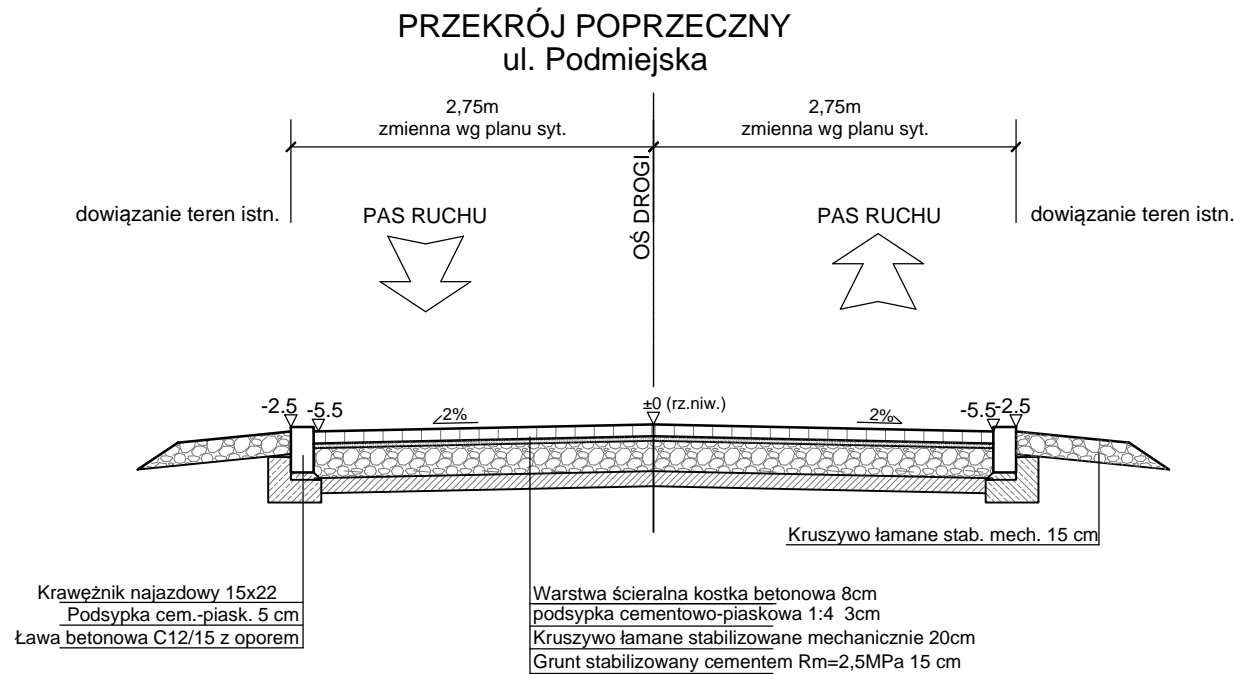 PRZEKRÓJ POPRZECZNY
ul. Podmiejska
2,75m
zmienna wg planu syt.
2,75m
zmienna wg planu syt.
OŚ DROGI
dowiązanie teren istn.
PAS RUCHU
PAS RUCHU
dowiązanie teren istn.
-2.5
-5.5
2%
±0 (rz.niw.)
2%
-5.5
-2.5
Kruszywo łamane stab. mech. 15 cm
Krawężnik najazdowy 15x22
Podsypka cem.-piask. 5 cm
Ława betonowa C12/15 z oporem
Warstwa ścieralna kostka betonowa 8cm
podsypka cementowo-piaskowa 1:4 3cm
Kruszywo łamane stabilizowane mechanicznie 20cm
Grunt stabilizowany cementem Rm=2,5MPa 15 cm